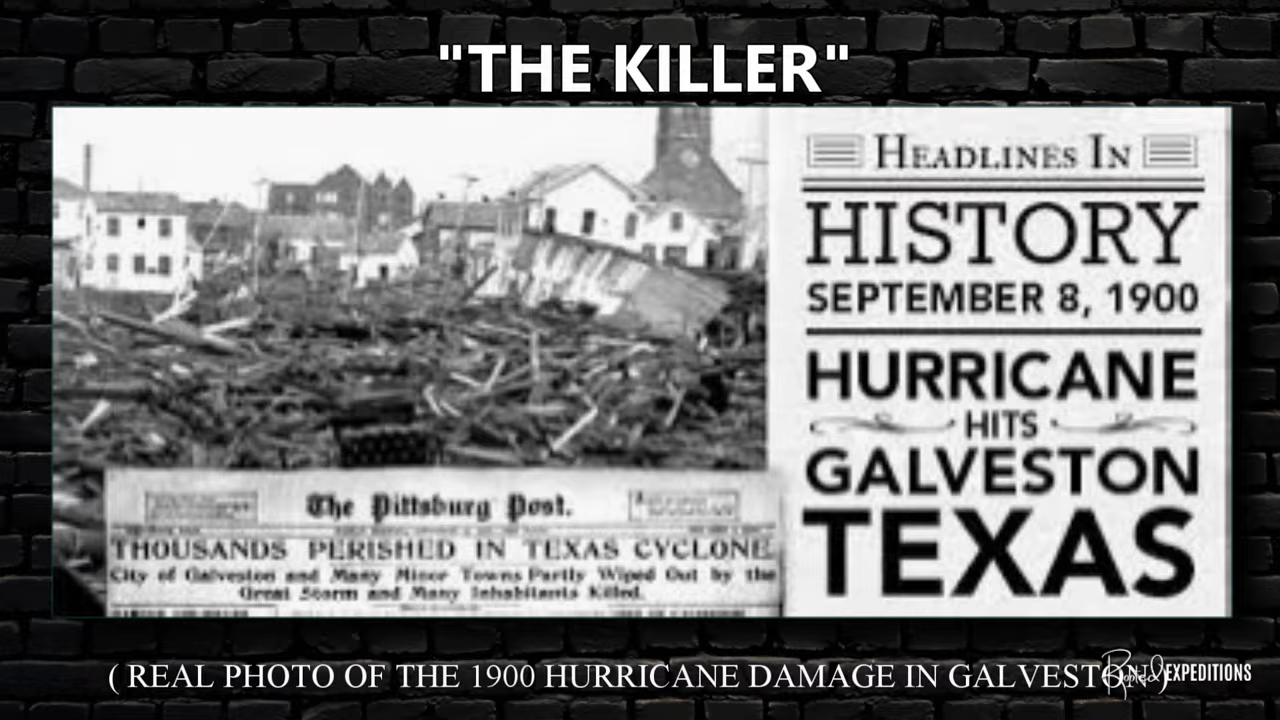 "THE KILLER"
HEADLINES IN
HISTORY
SEPTEMBER 8, 1900
HURRICANE
HITS
GALVESTON
TEXAS
The Pittsburg Post.
THOUSANDS PERISHED IN TEXAS CYCLONE
City of Galveston and Many Minor Towns Partly Wiped Out by the
Great Storm and Many Inhabitants Killed.
( REAL PHOTO OF THE 1900 HURRICANE DAMAGE IN GALVESTON )
EXPEDITIONS